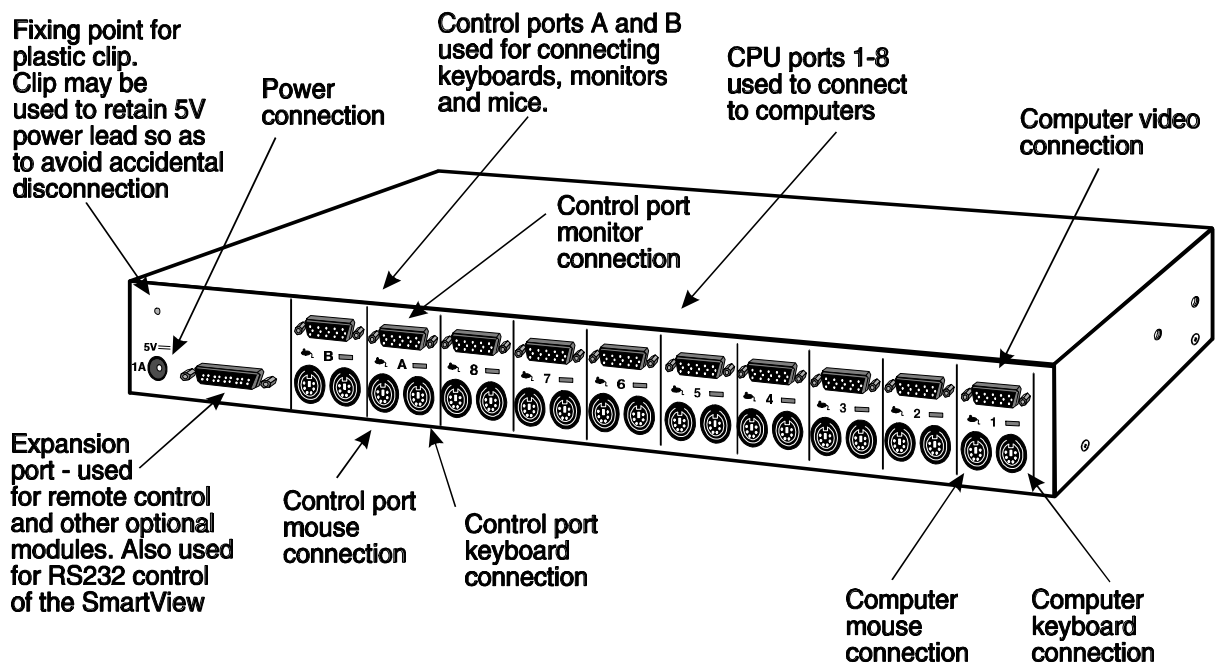 Fixing point for
plastic clip.
Clip may be
used to retain 5V
power lead so as
to avoid accidental
disconnection
Power
connection
Control ports A and B
used for connecting
keyboards, monitors
and mice.
CPU ports 1-8
used to connect
to computers
Computer video
connection
Control port
monitor
connection
5V
1A
B
A
8
7
6
5
4
3
2
1
Expansion
port - used
for remote control
and other optional
modules. Also used
for RS232 control
of the SmartView
Control port
mouse
connection
Control port
keyboard
connection
Computer
mouse
connection
Computer
keyboard
connection